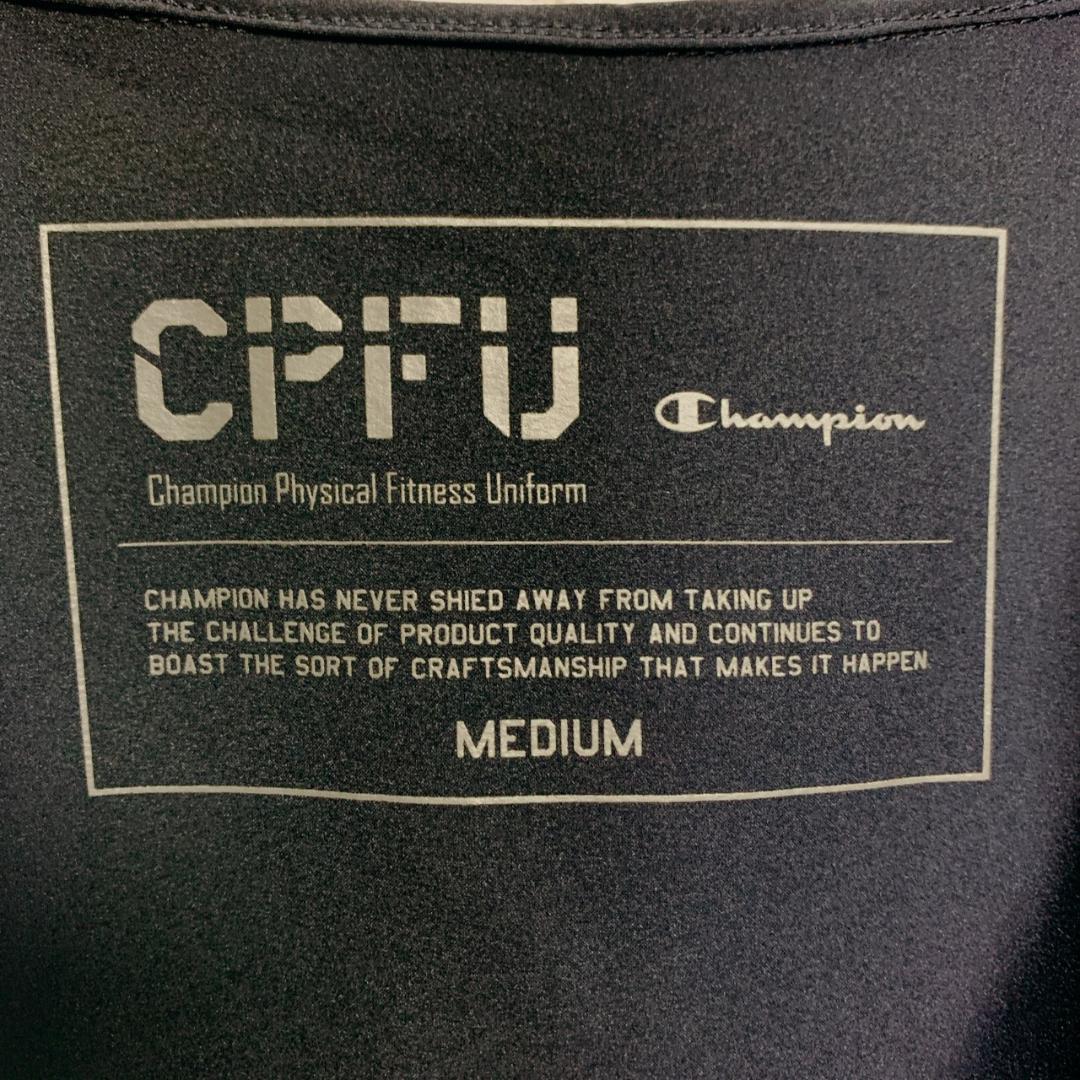 CPFU
Champion
Champion Physical Fitness Uniform
CHAMPION HAS NEVER SHIED AWAY FROM TAKING UP
THE CHALLENGE OF PRODUCT QUALITY AND CONTINUES TO
BOAST THE SORT OF CRAFTSMANSHIP THAT MAKES IT HAPPEN.
MEDIUM